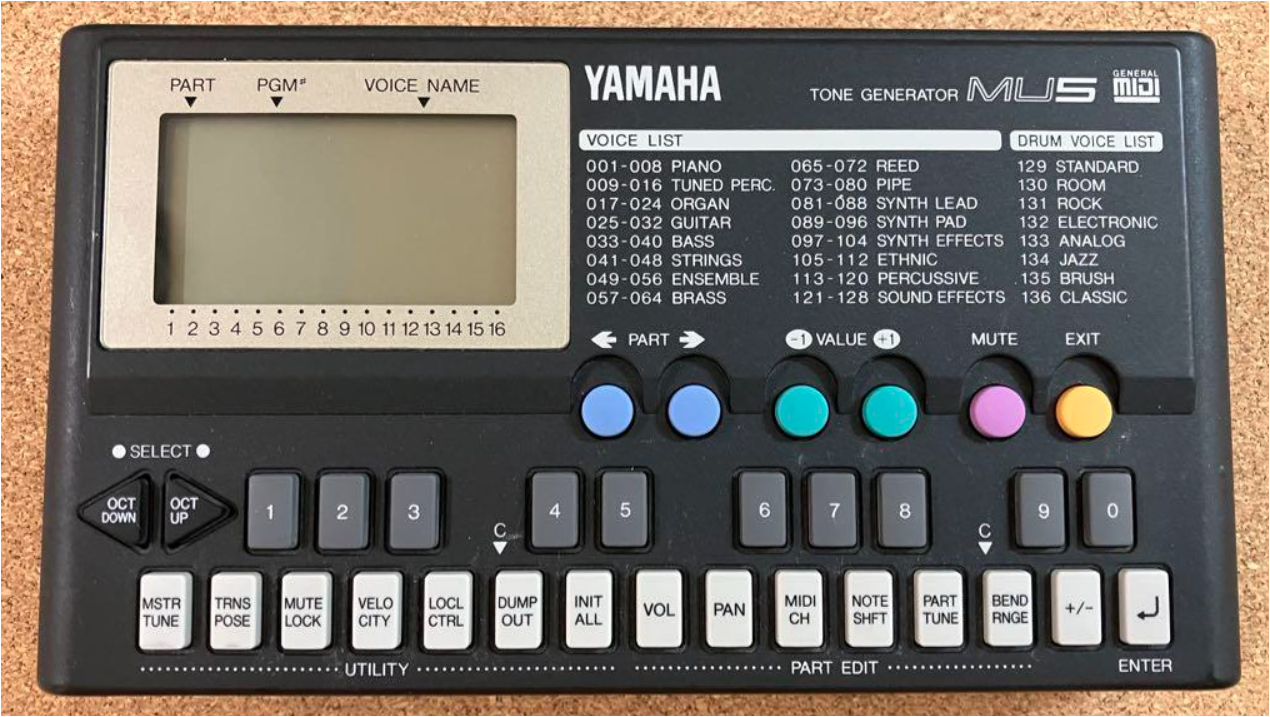 PART PGM# VOICE NAME
1 2 3 4 5 6 7 8 9 10 11 12 13 14 15 16
YAMAHA
TONE GENERATOR MU5 GENERAL MIDI
VOICE LIST
001-008 PIANO
009-016 TUNED PERC.
017-024 ORGAN
025-032 GUITAR
033-040 BASS
041-048 STRINGS
049-056 ENSEMBLE
057-064 BRASS
065-072 REED
073-080 PIPE
081-088 SYNTH LEAD
089-096 SYNTH PAD
097-104 SYNTH EFFECTS
105-112 ETHNIC
113-120 PERCUSSIVE
121-128 SOUND EFFECTS
DRUM VOICE LIST
129 STANDARD
130 ROOM
131 ROCK
132 ELECTRONIC
133 ANALOG
134 JAZZ
135 BRUSH
136 CLASSIC
PART -1 VALUE +1 MUTE EXIT
SELECT
OCT DOWN
OCT UP
1 2 3 4 5 6 7 8 9 0
C C
MSTR TUNE
TRNS POSE
MUTE LOCK
VELO CITY
LOCL CTRL
DUMP OUT
INIT ALL
VOL
PAN
MIDI CH
NOTE SHFT
PART TUNE
BEND RNGE
+/-
UTILITY PART EDIT ENTER